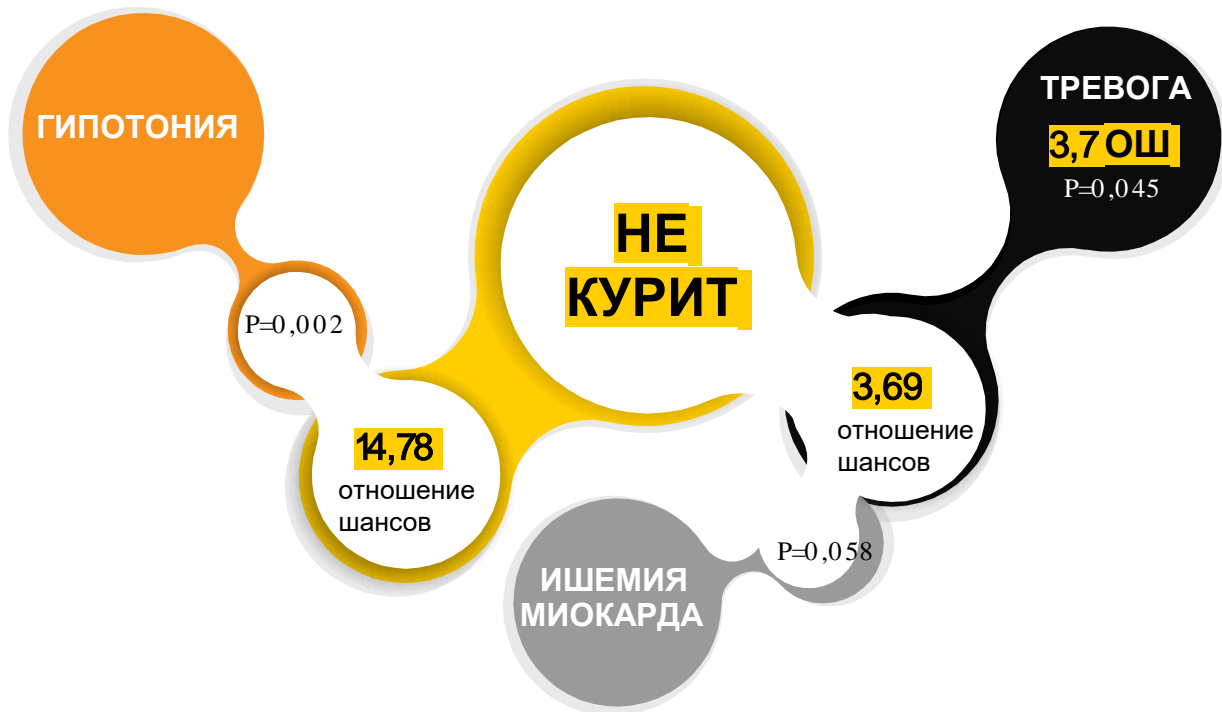 ГИПОТОНИЯ
P=0,002
14,78
отношение
шансов
НЕ
КУРИТ
ТРЕВОГА
3,7 ОШ
P=0,045
3,69
отношение
шансов
P=0,058
ИШЕМИЯ
МИОКАРДА